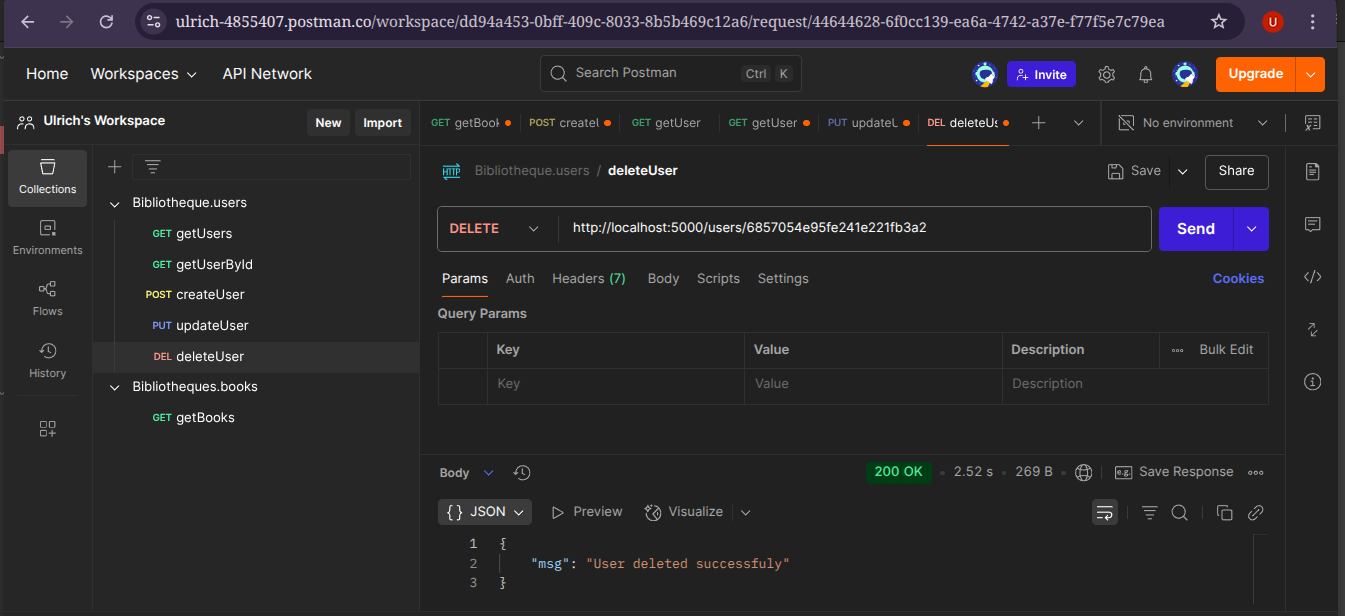 ulrich-4855407.postman.co/workspace/dd94a453-0bff-409c-8033-8b5b469c12a6/request/44644628-6f0cc139-ea6a-4742-a37e-f77f5e7c79ea
U
Home Workspaces API Network
Search Postman Ctrl K
Invite
Upgrade
Ulrich's Workspace
New Import
GET getBook POST createU GET getUser GET getUser PUT updateU DEL deleteUs
No environment
Collections
Environments
Flows
History
Bibliotheque.users
GET getUsers
GET getUserById
POST createUser
PUT updateUser
DEL deleteUser
Bibliotheques.books
GET getBooks
HTTP Bibliotheque.users / deleteUser
Save Share
DELETE http://localhost:5000/users/6857054e95fe241e221fb3a2
Send
Params Auth Headers (7) Body Scripts Settings
Cookies
Query Params
Key Value Description Bulk Edit
Key Value Description
Body 200 OK 2.52 s 269 B e.g. Save Response
{ } JSON Preview Visualize
1 {
2 "msg": "User deleted successfuly"
3 }